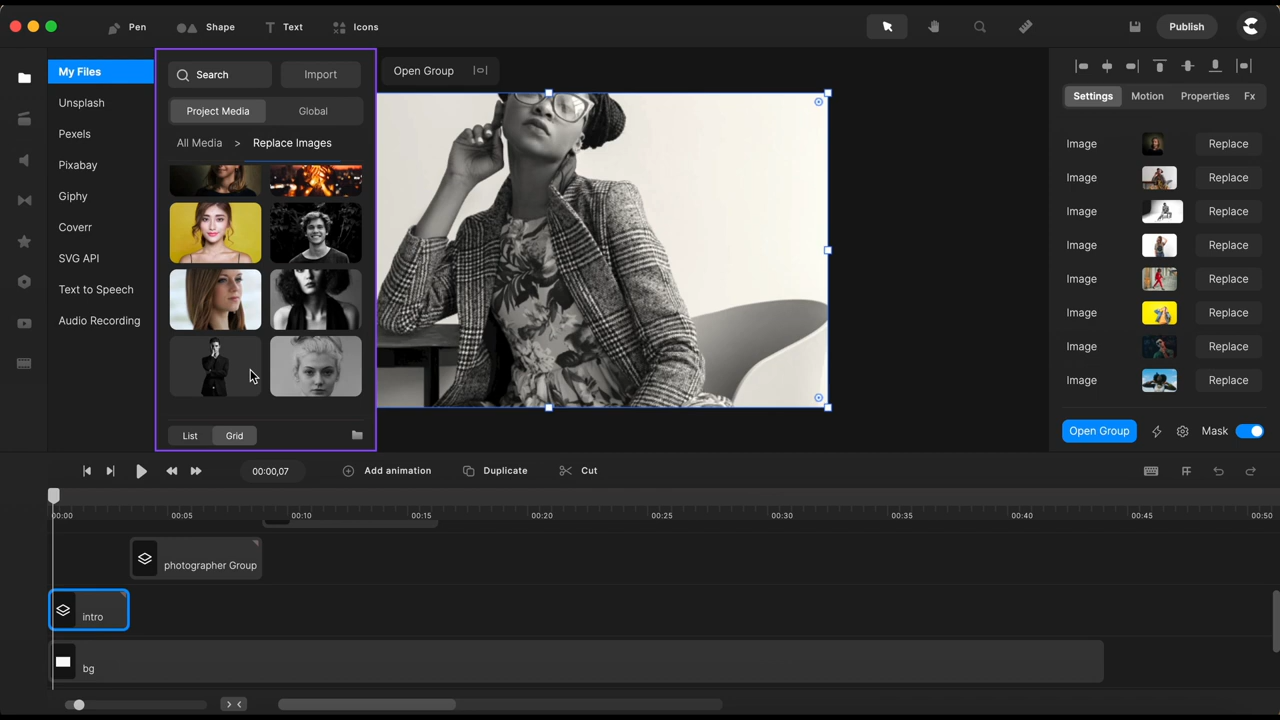 Pen
Shape
Text
Icons
Publish
My Files
Unsplash
Pexels
Pixabay
Giphy
Coverr
SVG API
Text to Speech
Audio Recording
Search
Import
Project Media
Global
All Media > Replace Images
List
Grid
Open Group
Settings
Motion
Properties
Fx
Image
Replace
Image
Replace
Image
Replace
Image
Replace
Image
Replace
Image
Replace
Image
Replace
Image
Replace
Open Group
Mask
00:00,07
Add animation
Duplicate
Cut
00:00
00:05
00:10
00:15
00:20
00:25
00:30
00:35
00:40
00:45
00:50
photographer Group
intro
bg